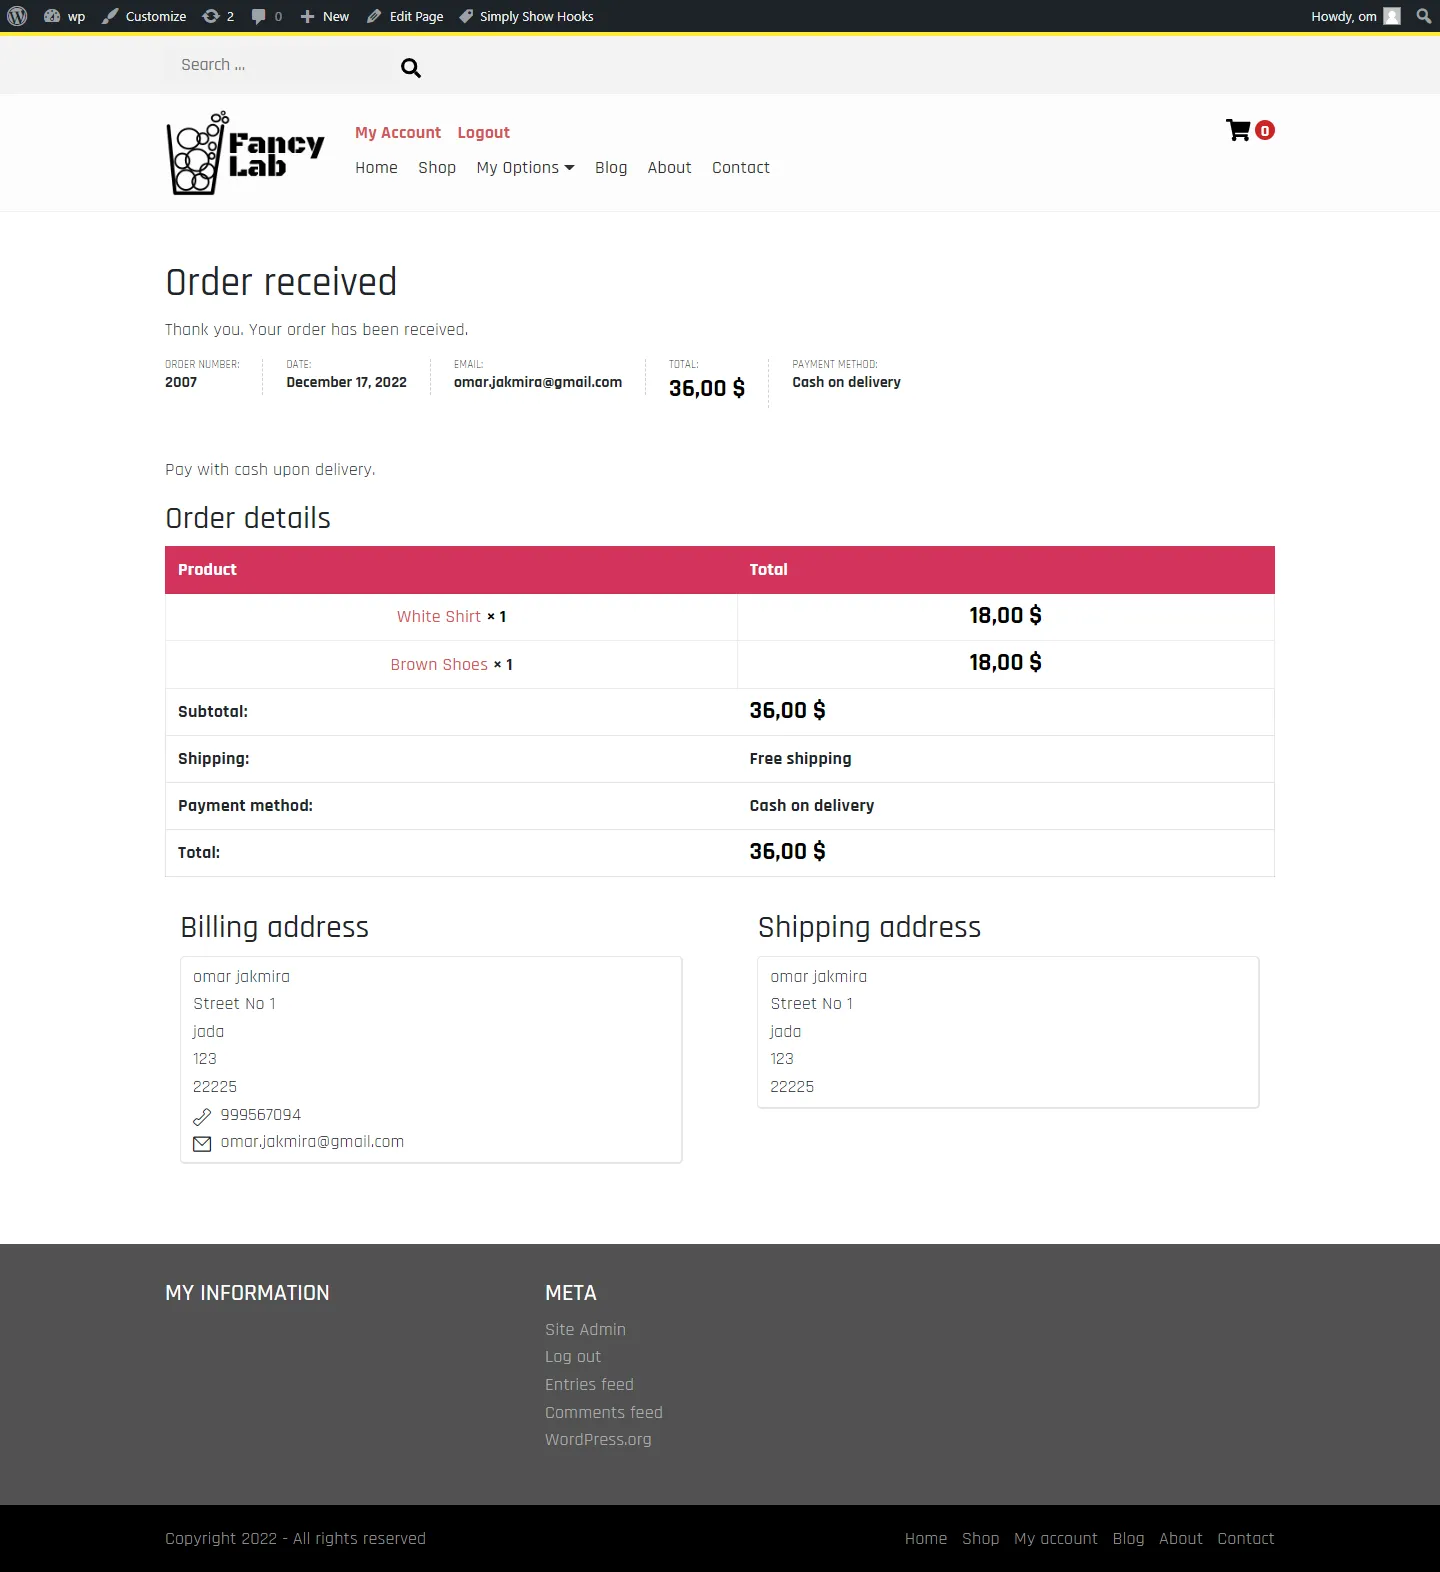 wp Customize 2 0 New Edit Page Simply Show Hooks Howdy, om
Search ...
Fancy
Lab
My Account Logout
0
Home Shop My Options Blog About Contact
Order received
Thank you. Your order has been received.
ORDER NUMBER:
2007
DATE:
December 17, 2022
EMAIL:
omar.jakmira@gmail.com
TOTAL:
36,00 $
PAYMENT METHOD:
Cash on delivery
Pay with cash upon delivery.
Order details
Product Total
White Shirt × 1 18,00 $
Brown Shoes × 1 18,00 $
Subtotal: 36,00 $
Shipping: Free shipping
Payment method: Cash on delivery
Total: 36,00 $
Billing address
omar jakmira
Street No 1
jada
123
22225
999567094
omar.jakmira@gmail.com
Shipping address
omar jakmira
Street No 1
jada
123
22225
MY INFORMATION
META
Site Admin
Log out
Entries feed
Comments feed
WordPress.org
Copyright 2022 - All rights reserved
Home Shop My account Blog About Contact